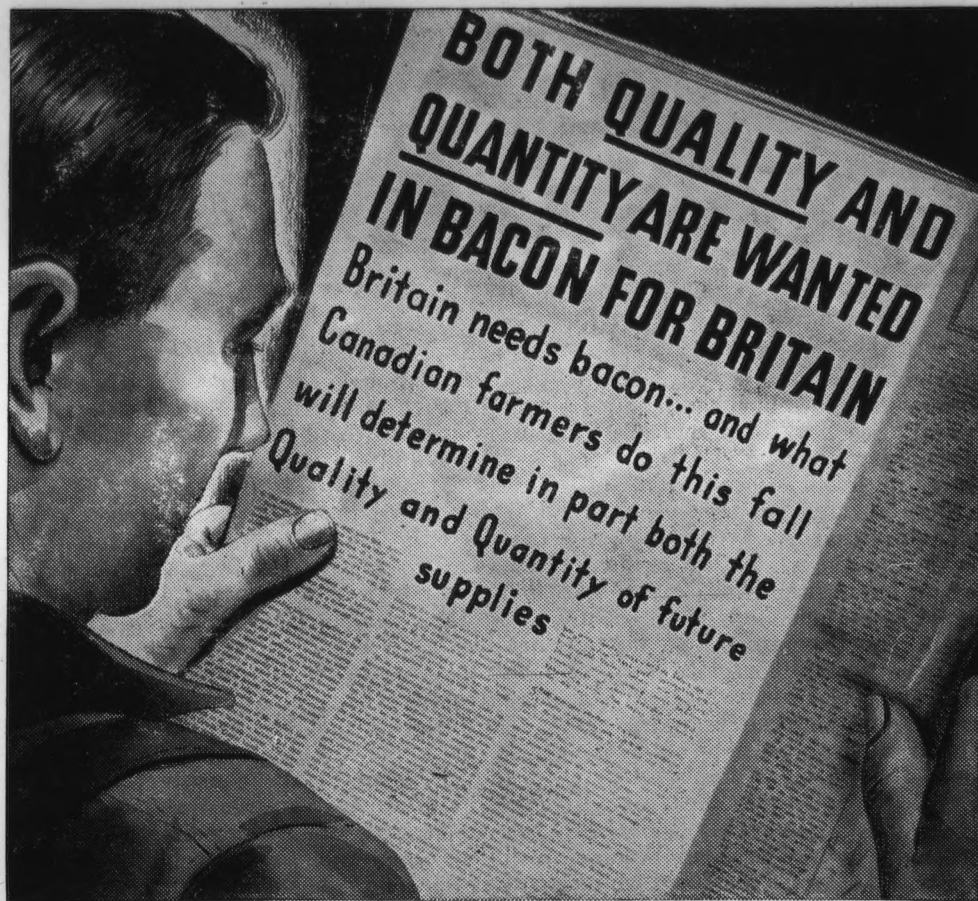 BOTH QUALITY AND
QUANTITY ARE WANTED
IN BACON FOR BRITAIN
Britain needs bacon... and what
Canadian farmers do this fall
will determine in part both the
Quality and Quantity of future
supplies